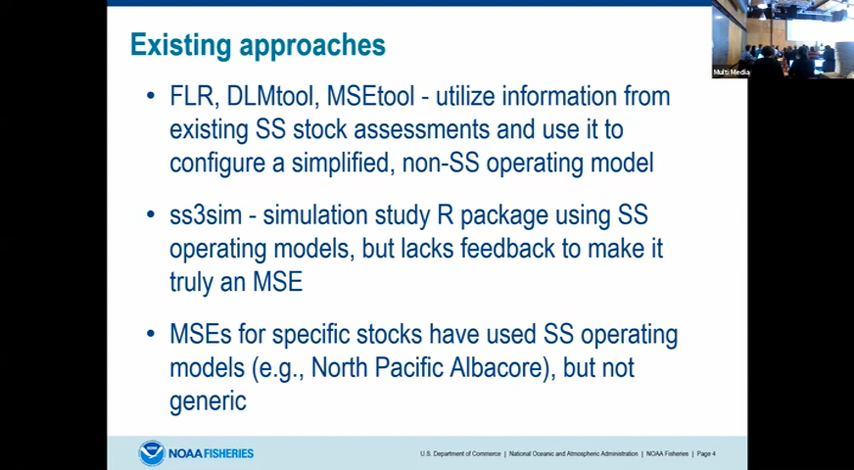 Existing approaches
• FLR, DLMtool, MSEtool - utilize information from
existing SS stock assessments and use it to
configure a simplified, non-SS operating model
• ss3sim - simulation study R package using SS
operating models, but lacks feedback to make it
truly an MSE
• MSEs for specific stocks have used SS operating
models (e.g., North Pacific Albacore), but not
generic
Multi Media
NOAA FISHERIES
U.S. Department of Commerce | National Oceanic and Atmospheric Administration | NOAA Fisheries | Page 4